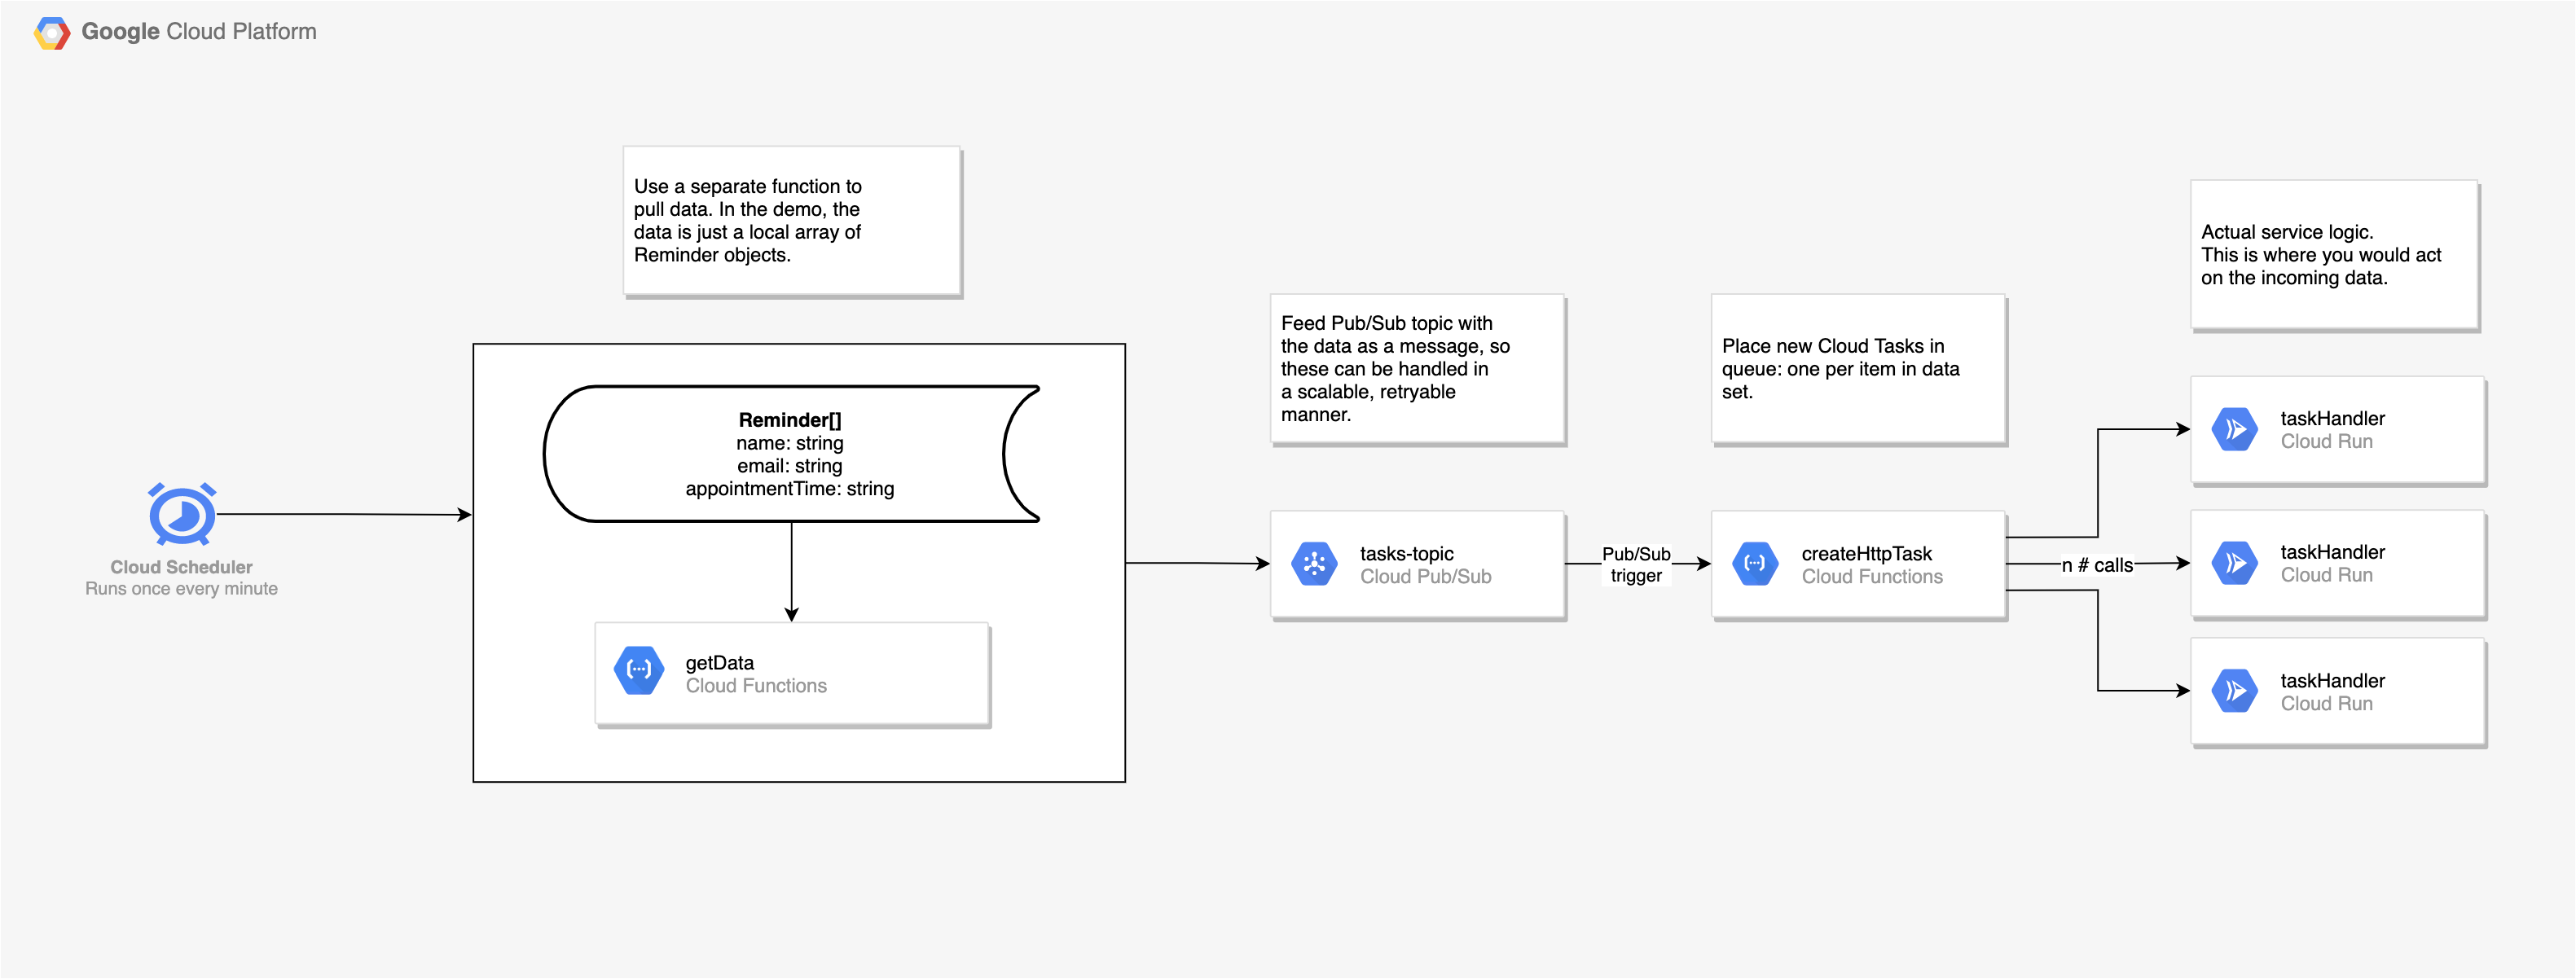 Google Cloud Platform
Use a separate function to
pull data. In the demo, the
data is just a local array of
Reminder objects.
Actual service logic.
This is where you would act
on the incoming data.
Feed Pub/Sub topic with
the data as a message, so
these can be handled in
a scalable, retryable
manner.
Place new Cloud Tasks in
queue: one per item in data
set.
Reminder[]
name: string
email: string
appointmentTime: string
Cloud Scheduler
Runs once every minute
getData
Cloud Functions
tasks-topic
Cloud Pub/Sub
Pub/Sub
trigger
createHttpTask
Cloud Functions
n # calls
taskHandler
Cloud Run
taskHandler
Cloud Run
taskHandler
Cloud Run